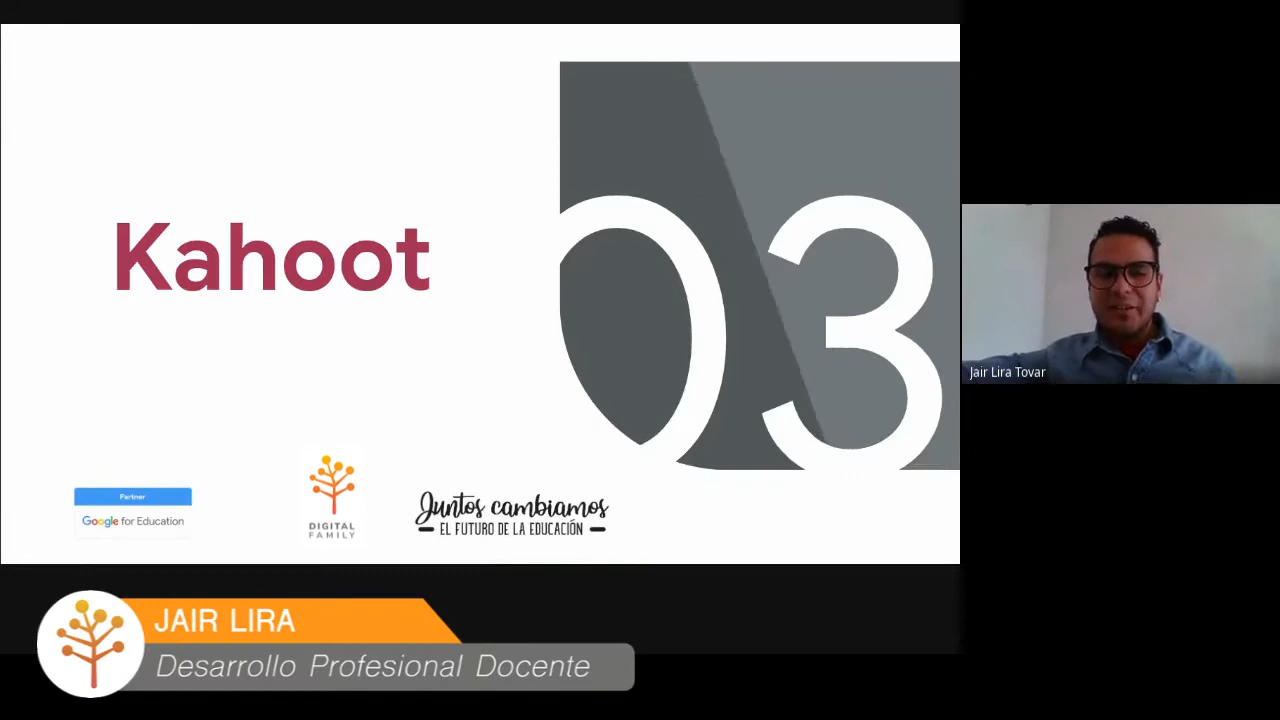 Kahoot
03
Partner
Google for Education
DIGITAL
FAMILY
Juntos cambiamos
EL FUTURO DE LA EDUCACIÓN
Jair Lira Tovar
JAIR LIRA
Desarrollo Profesional Docente